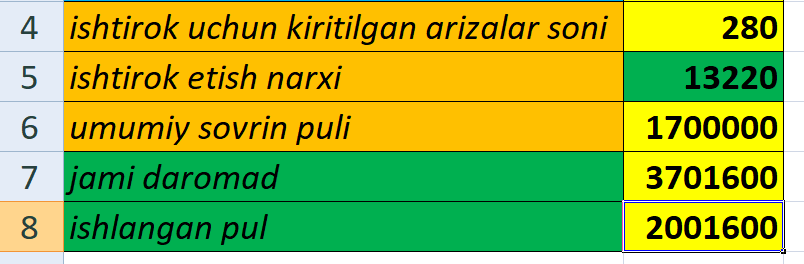 4 ishtirok uchun kiritilgan arizalar soni 280
5 ishtirok etish narxi 13220
6 umumiy sovrin puli 1700000
7 jami daromad 3701600
8 ishlangan pul 2001600